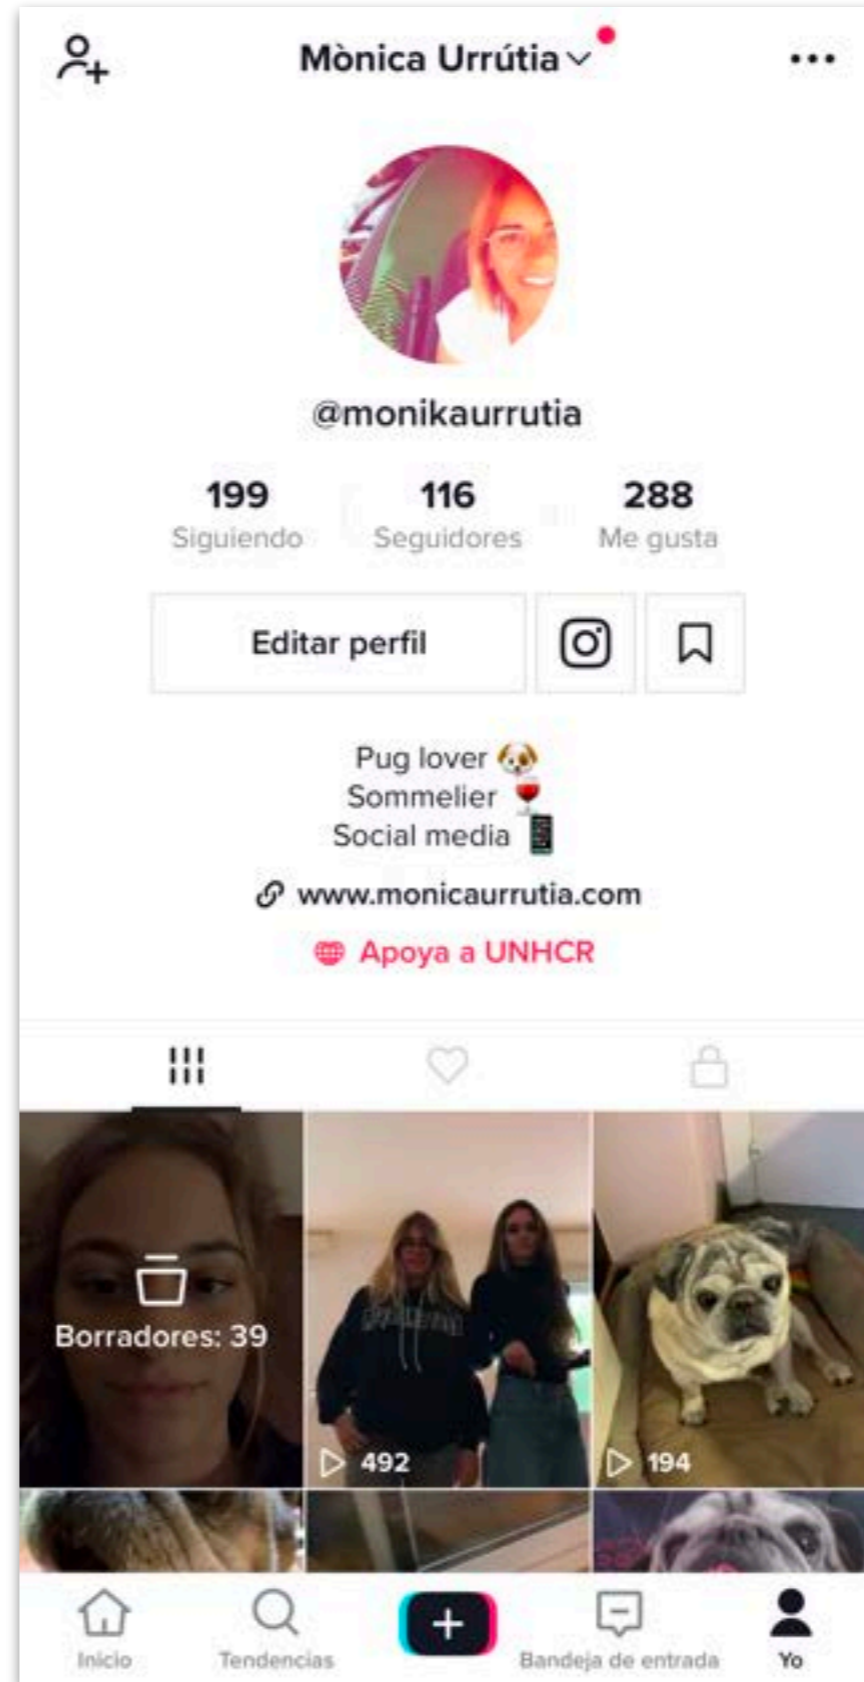 Mònica Urrútia
@monikaurrutia
199 116 288
Siguiendo Seguidores Me gusta
Editar perfil
Pug lover
Sommelier
Social media
www.monicaurrutia.com
Apoya a UNHCR
Borradores: 39
492
194
Inicio Tendencias Bandeja de entrada Yo